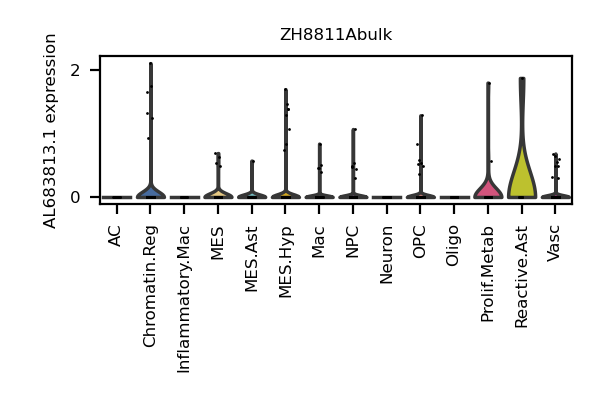 ZH8811Abulk
AL683813.1 expression
2
0
AC
Chromatin.Reg
Inflammatory.Mac
MES
MES.Ast
MES.Hyp
Mac
NPC
Neuron
OPC
Oligo
Prolif.Metab
Reactive.Ast
Vasc